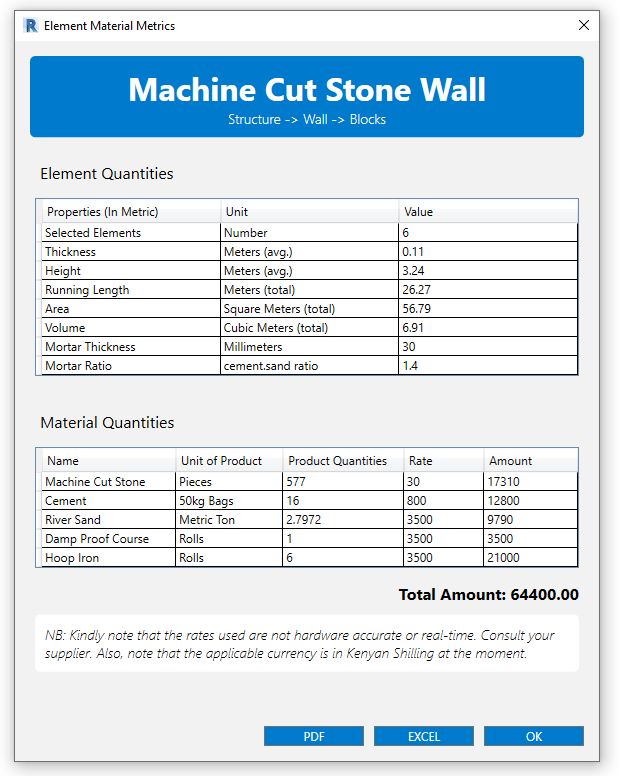 Element Material Metrics
Machine Cut Stone Wall
Structure -> Wall -> Blocks
Element Quantities
Properties (In Metric) Unit Value
Selected Elements Number 6
Thickness Meters (avg.) 0.11
Height Meters (avg.) 3.24
Running Length Meters (total) 26.27
Area Square Meters (total) 56.79
Volume Cubic Meters (total) 6.91
Mortar Thickness Millimeters 30
Mortar Ratio cement.sand ratio 1.4
Material Quantities
Name Unit of Product Product Quantities Rate Amount
Machine Cut Stone Pieces 577 30 17310
Cement 50kg Bags 16 800 12800
River Sand Metric Ton 2.7972 3500 9790
Damp Proof Course Rolls 1 3500 3500
Hoop Iron Rolls 6 3500 21000
Total Amount: 64400.00
NB: Kindly note that the rates used are not hardware accurate or real-time. Consult your
supplier. Also, note that the applicable currency is in Kenyan Shilling at the moment.
PDF EXCEL OK